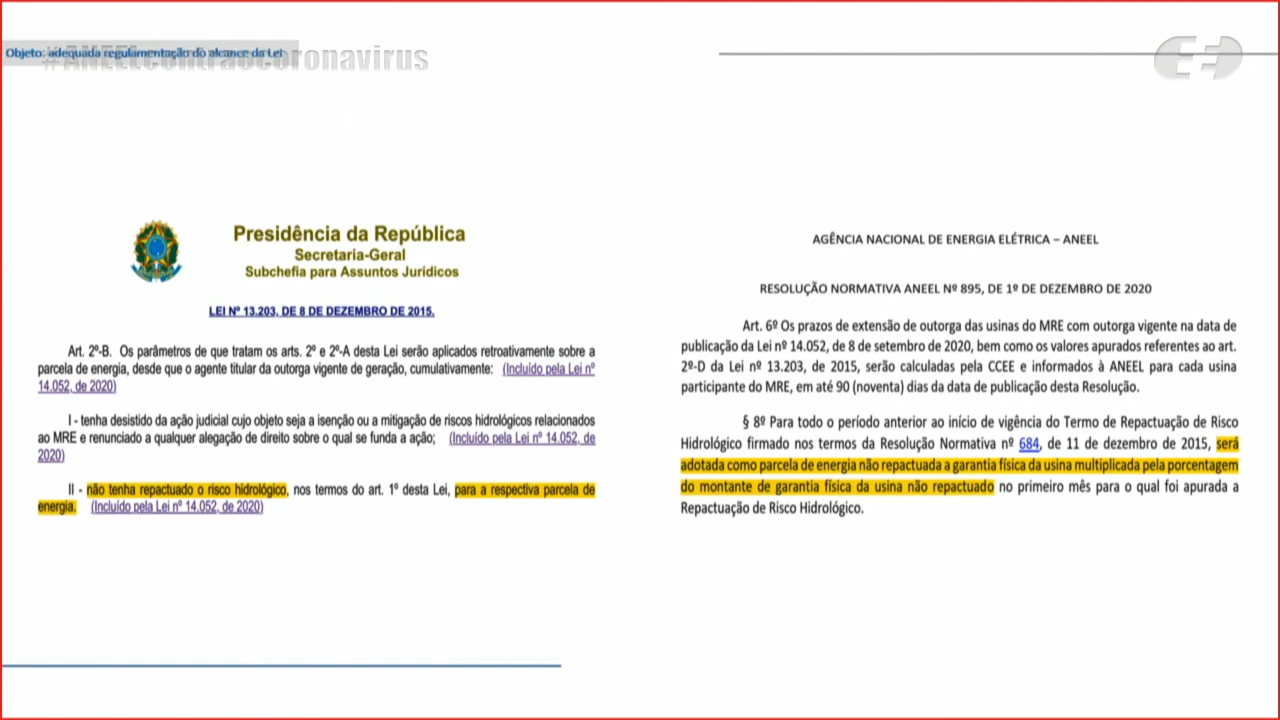 Objeto: adequada regulamentação do alcance da Lei
#ANEELcontraocoronavirus
Presidência da República
Secretaria-Geral
Subchefia para Assuntos Jurídicos
LEI Nº 13.203, DE 8 DE DEZEMBRO DE 2015.
Art. 2º-B. Os parâmetros de que tratam os arts. 2º e 2º-A desta Lei serão aplicados retroativamente sobre a
parcela de energia, desde que o agente titular da outorga vigente de geração, cumulativamente: (Incluído pela Lei nº
14.052, de 2020)
I - tenha desistido da ação judicial cujo objeto seja a isenção ou a mitigação de riscos hidrológicos relacionados
ao MRE e renunciado a qualquer alegação de direito sobre o qual se funda a ação; (Incluído pela Lei nº 14.052, de
2020)
II - não tenha repactuado o risco hidrológico, nos termos do art. 1º desta Lei, para a respectiva parcela de
energia. (Incluído pela Lei nº 14.052, de 2020)
AGÊNCIA NACIONAL DE ENERGIA ELÉTRICA – ANEEL
RESOLUÇÃO NORMATIVA ANEEL Nº 895, DE 1º DE DEZEMBRO DE 2020
Art. 6º Os prazos de extensão de outorga das usinas do MRE com outorga vigente na data de
publicação da Lei nº 14.052, de 8 de setembro de 2020, bem como os valores apurados referentes ao art.
2º-D da Lei nº 13.203, de 2015, serão calculadas pela CCEE e informados à ANEEL para cada usina
participante do MRE, em até 90 (noventa) dias da data de publicação desta Resolução.
§ 8º Para todo o período anterior ao início de vigência do Termo de Repactuação de Risco
Hidrológico firmado nos termos da Resolução Normativa nº 684, de 11 de dezembro de 2015, será
adotada como parcela de energia não repactuada a garantia física da usina multiplicada pela porcentagem
do montante de garantia física da usina não repactuado no primeiro mês para o qual foi apurada a
Repactuação de Risco Hidrológico.